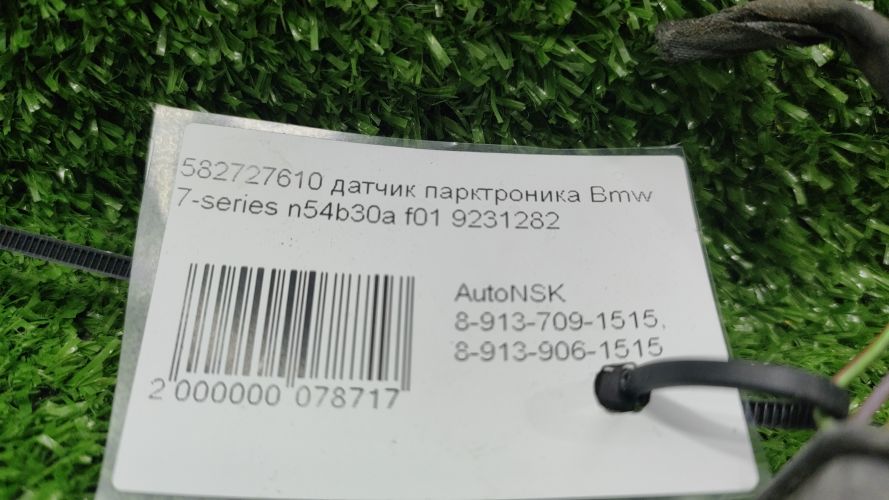 582727610 датчик парктроника Bmw
7-series n54b30a f01 9231282
AutoNSK
8-913-709-1515,
8-913-906-1515
2 000000 078717